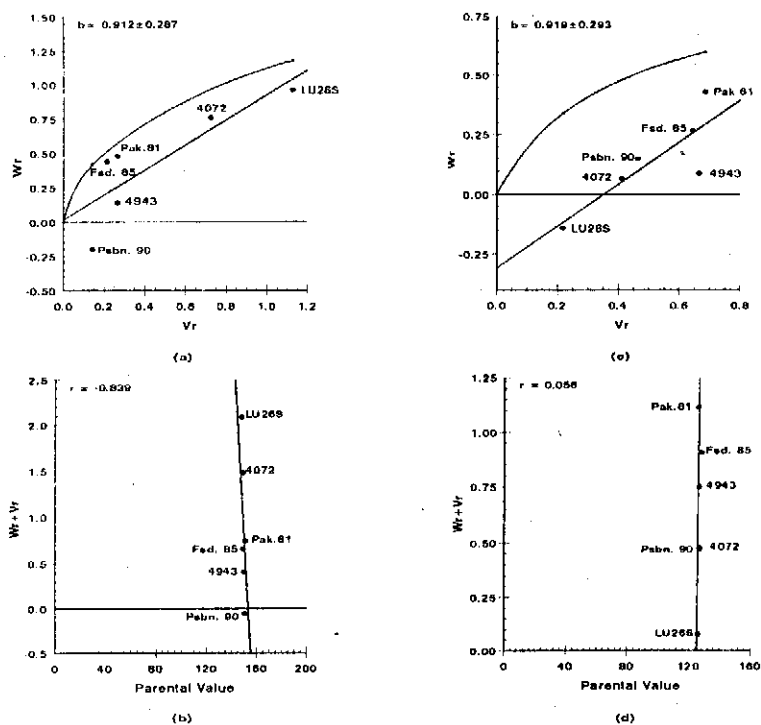 b = 0.912±0.287
1.50
1.25
1.00
0.75
0.50
0.25
0.00
-0.25
-0.50
Wr
LU26S
4072
Pak.81
Fsd. 85
4943
Psbn. 90
0.0
0.2
0.4
0.6
0.8
1.0
1.2
Vr
(a)
b = 0.919±0.293
0.75
0.50
0.25
0.00
-0.25
Wr
Pak 81
Fsd. 85
Psbn. 90
4072
4943
LU26S
0.0
0.2
0.4
0.6
0.8
Vr
(c)
r = -0.839
2.5
2.0
1.5
1.0
0.5
0.0
-0.5
Wr+Vr
LU26S
4072
Pak.81
Fsd. 85
4943
Psbn. 90
0
40
80
120
160
200
Parental Value
(b)
r = 0.056
1.25
1.00
0.75
0.50
0.25
0.00
Wr+Vr
Pak.81
Fsd. 85
4943
Psbn. 90
4072
LU26S
0
40
80
120
160
Parental Value
(d)